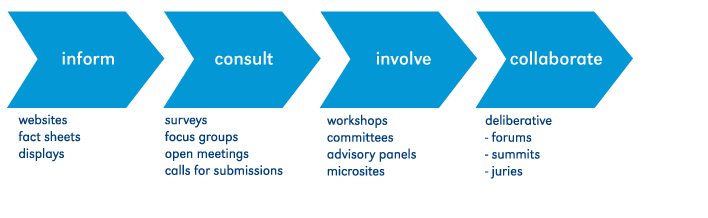 inform
websites
fact sheets
displays
consult
surveys
focus groups
open meetings
calls for submissions
involve
workshops
committees
advisory panels
microsites
collaborate
deliberative
- forums
- summits
- juries